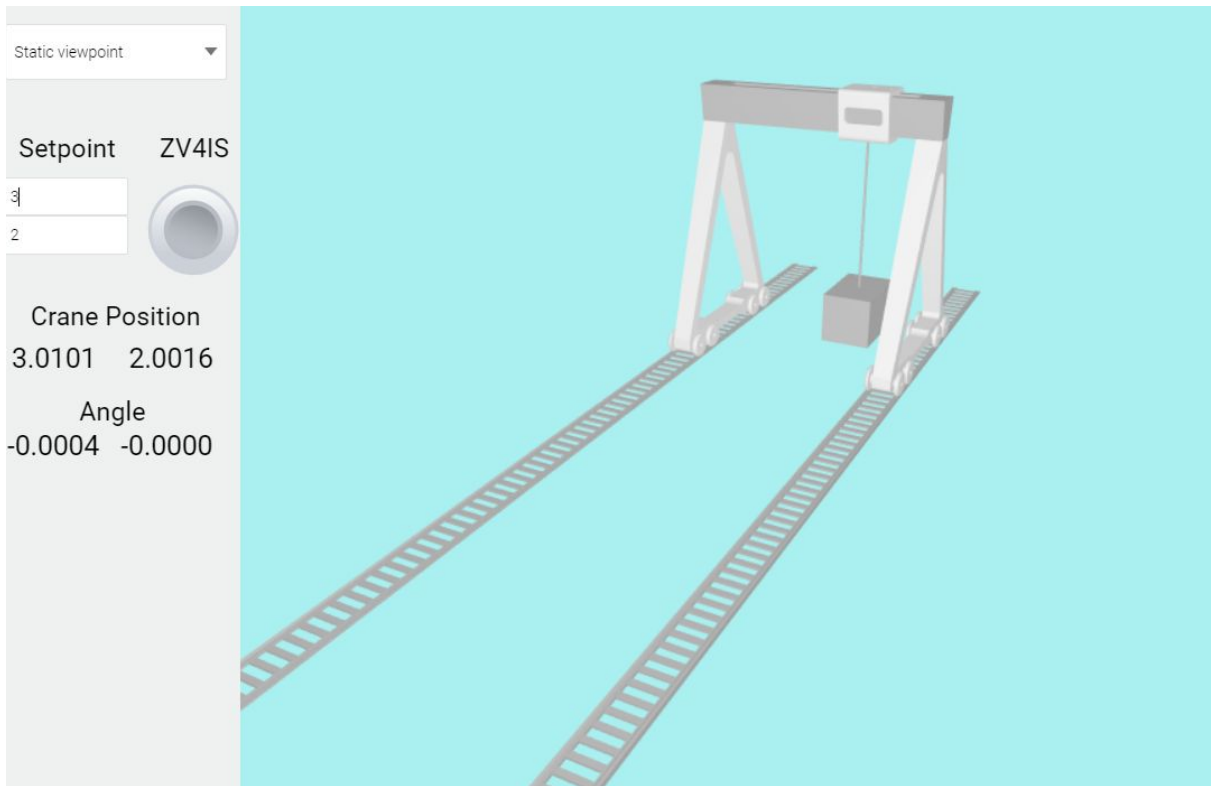 Static viewpoint
Setpoint ZV4IS
3
2
Crane Position
3.0101 2.0016
Angle
-0.0004 -0.0000